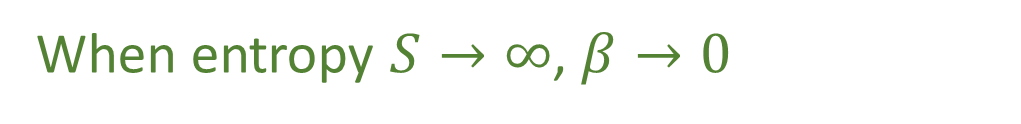 When entropy 𝑆 → ∞, 𝛽 → 0